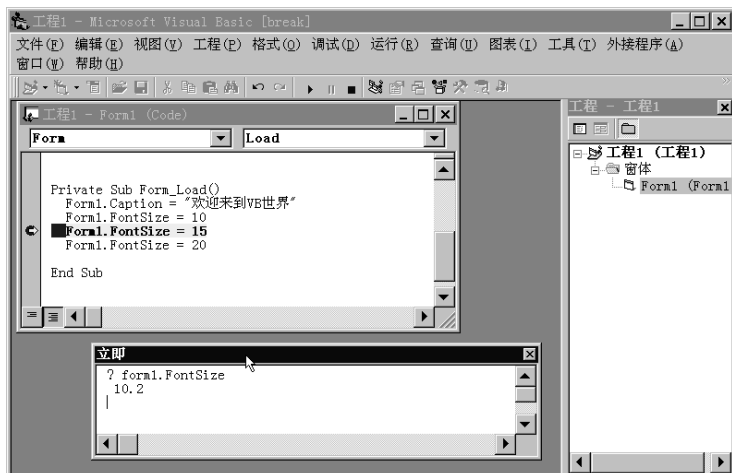 工程1 - Microsoft Visual Basic [break]
文件(F) 编辑(E) 视图(V) 工程(P) 格式(O) 调试(D) 运行(R) 查询(U) 图表(I) 工具(T) 外接程序(A)
窗口(W) 帮助(H)
工程1 - Form1 (Code)
Form
Load
Private Sub Form_Load()
Form1.Caption = "欢迎来到VB世界"
Form1.FontSize = 10
Form1.FontSize = 15
Form1.FontSize = 20
End Sub
立即
? form1.FontSize
10.2
工程 - 工程1
工程1 (工程1)
窗体
Form1 (Form1